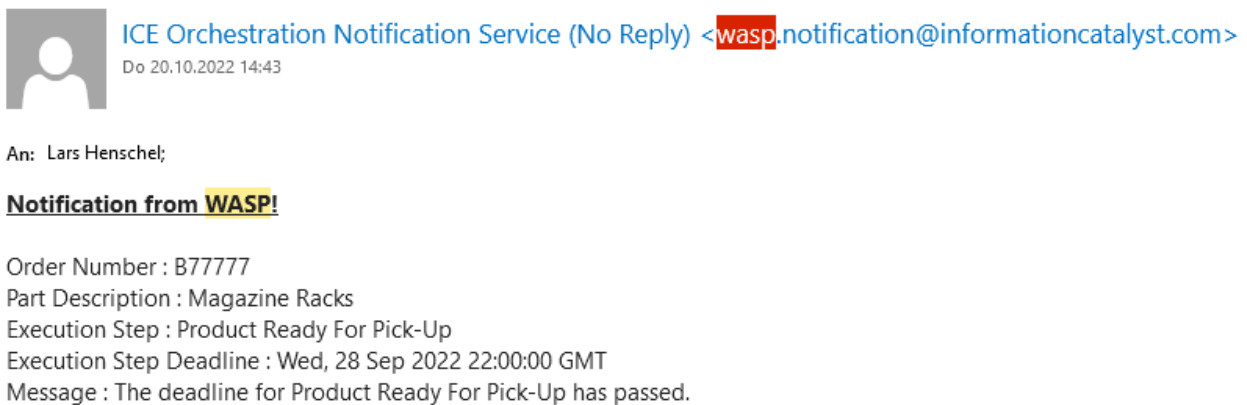 ICE Orchestration Notification Service (No Reply) <wasp.notification@informationcatalyst.com>
Do 20.10.2022 14:43
An: Lars Henschel;
Notification from WASP!
Order Number : B77777
Part Description : Magazine Racks
Execution Step : Product Ready For Pick-Up
Execution Step Deadline : Wed, 28 Sep 2022 22:00:00 GMT
Message : The deadline for Product Ready For Pick-Up has passed.